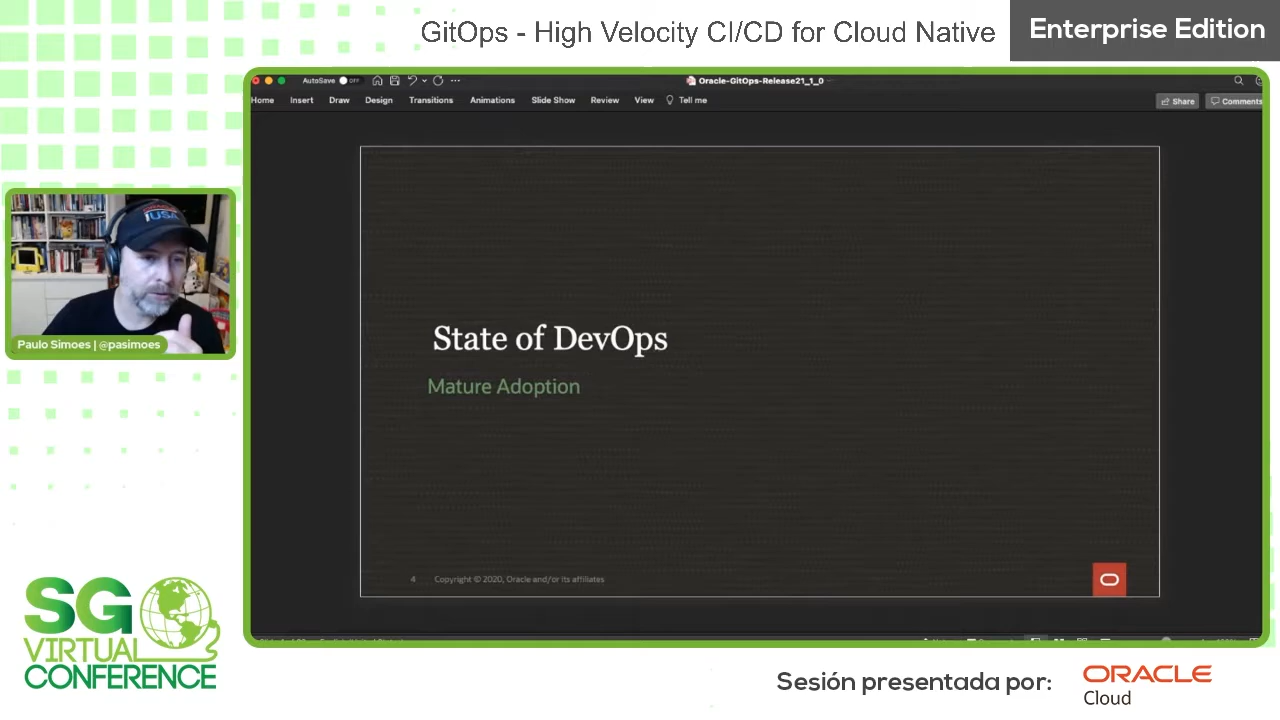 GitOps - High Velocity CI/CD for Cloud Native
Enterprise Edition
AutoSave OFF
Oracle-GitOps-Release21_1_0
Home Insert Draw Design Transitions Animations Slide Show Review View Tell me
Share Comments
USA
Paulo Simoes | @pasimoes
State of DevOps
Mature Adoption
4 Copyright © 2020, Oracle and/or its affiliates
SG
VIRTUAL
CONFERENCE
Sesión presentada por:
ORACLE
Cloud